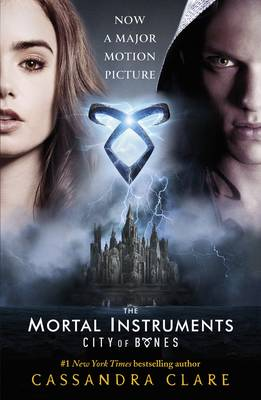 NOW
A MAJOR
MOTION
PICTURE
THE
MORTAL INSTRUMENTS
CITY OF BONES
#1 New York Times bestselling author
CASSANDRA CLARE